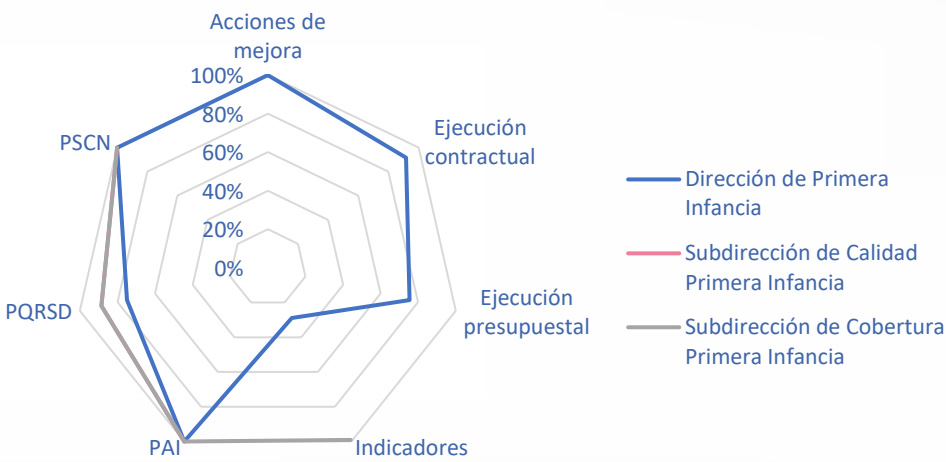 Acciones de
mejora
100%
80%
60%
40%
20%
0%
Ejecución
contractual
Ejecución
presupuestal
Indicadores
PAI
PQRSD
PSCN
Dirección de Primera
Infancia
Subdirección de Calidad
Primera Infancia
Subdirección de Cobertura
Primera Infancia